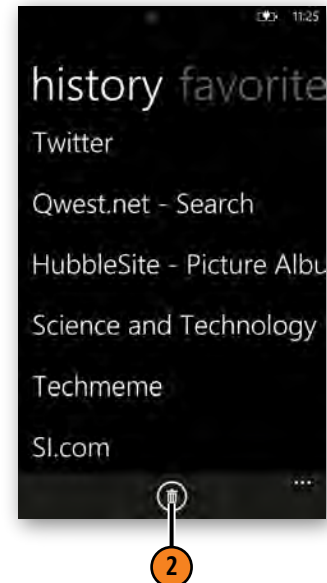 11:25
history favorite
Twitter
Qwest.net - Search
HubbleSite - Picture Albu
Science and Technology
Techmeme
SI.com
...
2